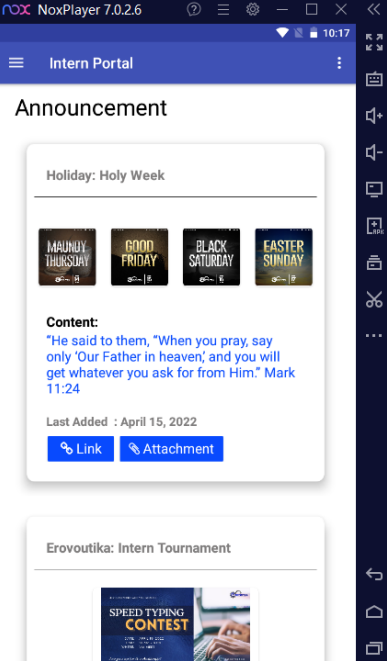 nox NoxPlayer 7.0.2.6
10:17
Intern Portal
Announcement
Holiday: Holy Week
MAUNDY
THURSDAY
GOOD
FRIDAY
BLACK
SATURDAY
EASTER
SUNDAY
Content:
“He said to them, “When you pray, say
only ‘Our Father in heaven,’ and you will
get whatever you ask for from Him.” Mark
11:24
Last Added : April 15, 2022
Link
Attachment
Erovoutika: Intern Tournament
SPEED TYPING
CONTEST